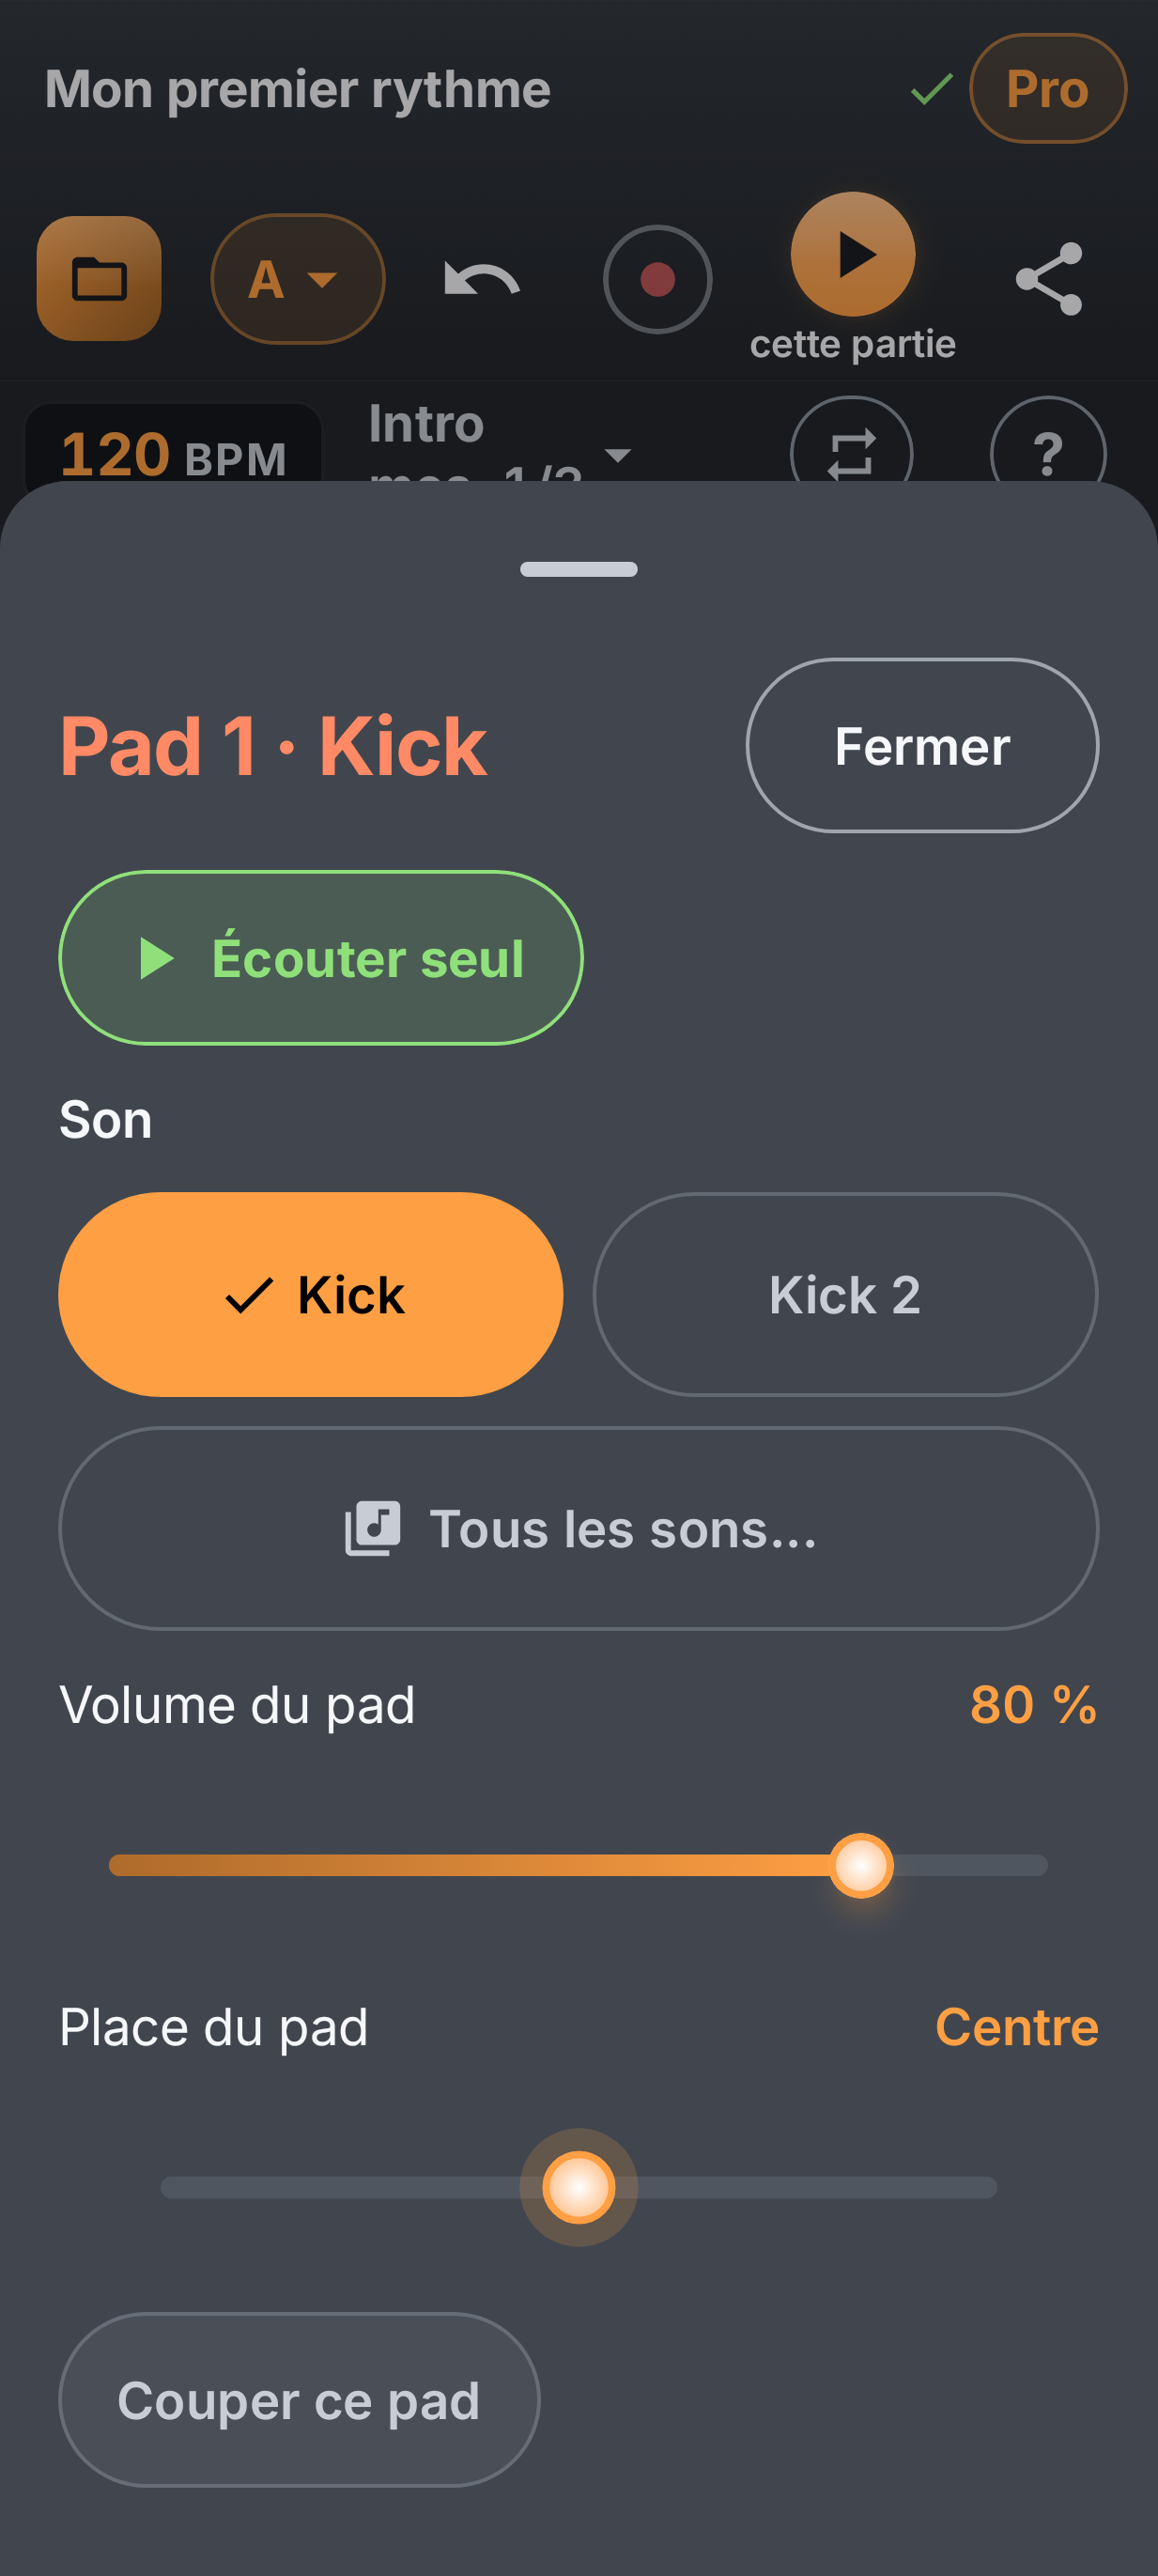 Mon premier rythme
Pro
A
cette partie
120 BPM
Intro
?
Pad 1 · Kick
Fermer
Écouter seul
Son
Kick
Kick 2
Tous les sons...
Volume du pad
80 %
Place du pad
Centre
Couper ce pad